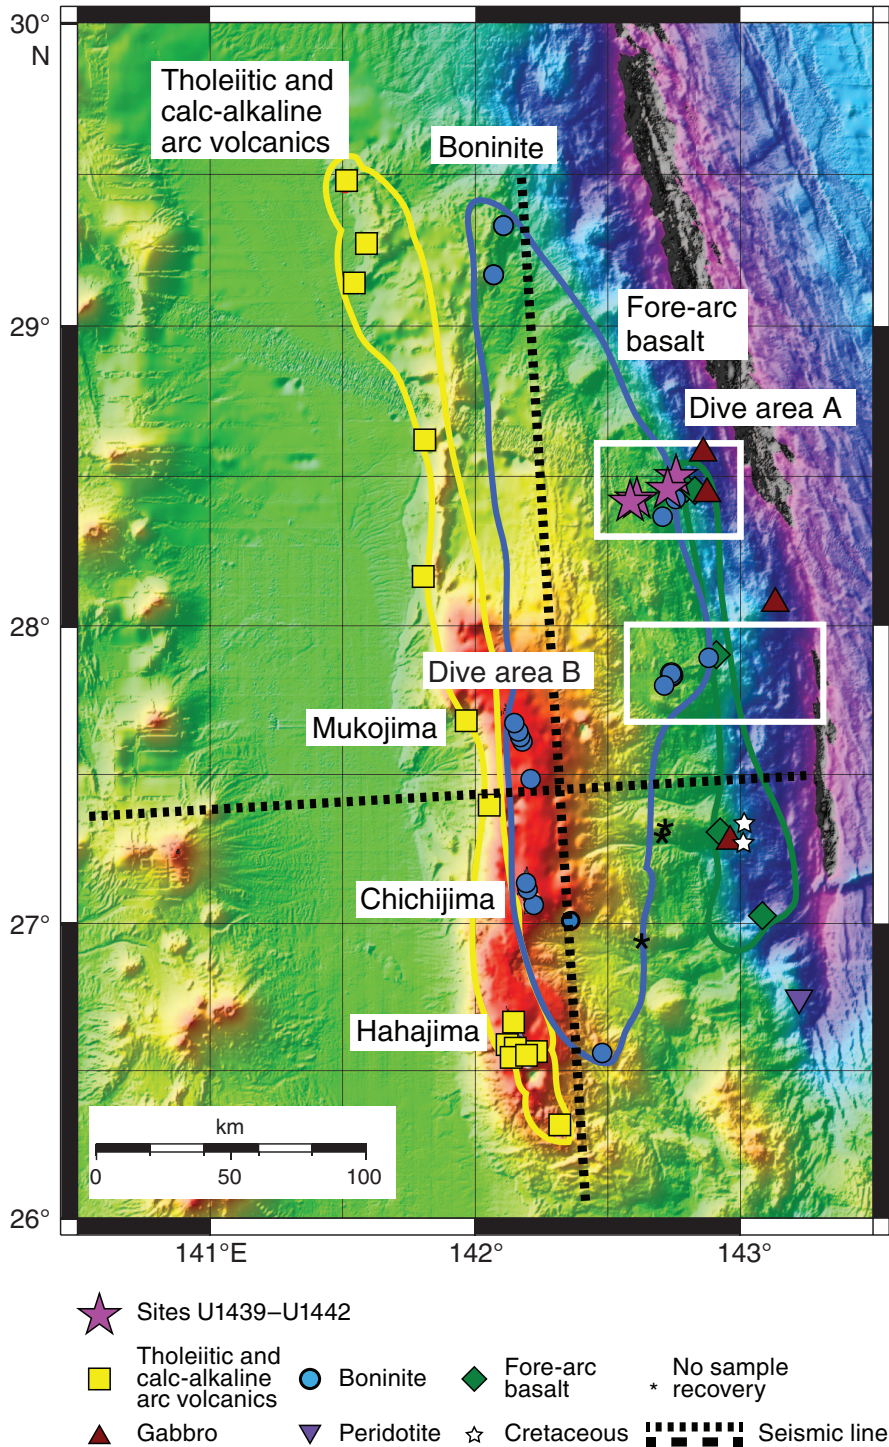 30°
N
Tholeiitic and
calc-alkaline
arc volcanics
Boninite
29°
Fore-arc
basalt
Dive area A
28°
Dive area B
Mukojima
Chichijima
27°
Hahajima
km
0 50 100
26°
141°E 142° 143°
Sites U1439–U1442
Tholeiitic and
calc-alkaline
arc volcanics
Boninite
Fore-arc
basalt
No sample
recovery
Gabbro
Peridotite
Cretaceous
Seismic line